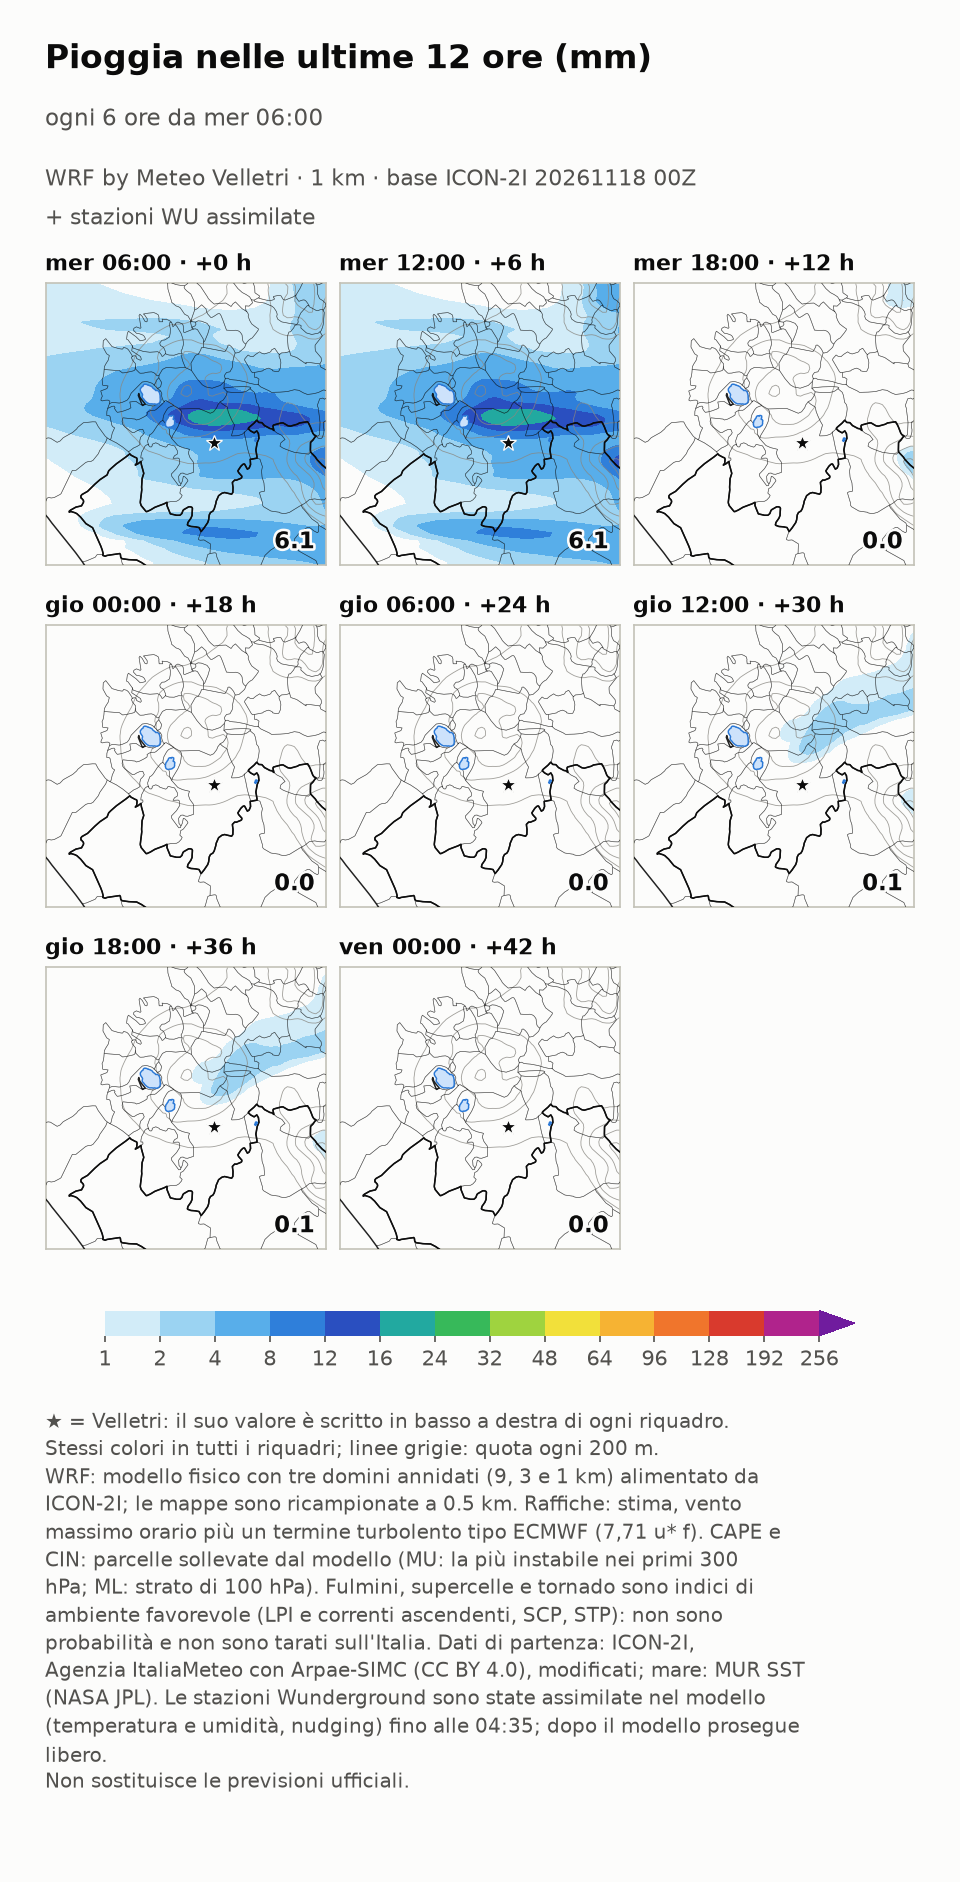 Pioggia nelle ultime 12 ore (mm)
ogni 6 ore da mer 06:00
WRF by Meteo Velletri · 1 km · base ICON-2I 20261118 00Z
+ stazioni WU assimilate
mer 06:00 · +0 h
mer 12:00 · +6 h
mer 18:00 · +12 h
6.1
6.1
0.0
gio 00:00 · +18 h
gio 06:00 · +24 h
gio 12:00 · +30 h
0.0
0.0
0.1
gio 18:00 · +36 h
ven 00:00 · +42 h
0.1
0.0
1 2 4 8 12 16 24 32 48 64 96 128 192 256
★ = Velletri: il suo valore è scritto in basso a destra di ogni riquadro.
Stessi colori in tutti i riquadri; linee grigie: quota ogni 200 m.
WRF: modello fisico con tre domini annidati (9, 3 e 1 km) alimentato da
ICON-2I; le mappe sono ricampionate a 0.5 km. Raffiche: stima, vento
massimo orario più un termine turbolento tipo ECMWF (7,71 u* f). CAPE e
CIN: parcelle sollevate dal modello (MU: la più instabile nei primi 300
hPa; ML: strato di 100 hPa). Fulmini, supercelle e tornado sono indici di
ambiente favorevole (LPI e correnti ascendenti, SCP, STP): non sono
probabilità e non sono tarati sull'Italia. Dati di partenza: ICON-2I,
Agenzia ItaliaMeteo con Arpae-SIMC (CC BY 4.0), modificati; mare: MUR SST
(NASA JPL). Le stazioni Wunderground sono state assimilate nel modello
(temperatura e umidità, nudging) fino alle 04:35; dopo il modello prosegue
libero.
Non sostituisce le previsioni ufficiali.